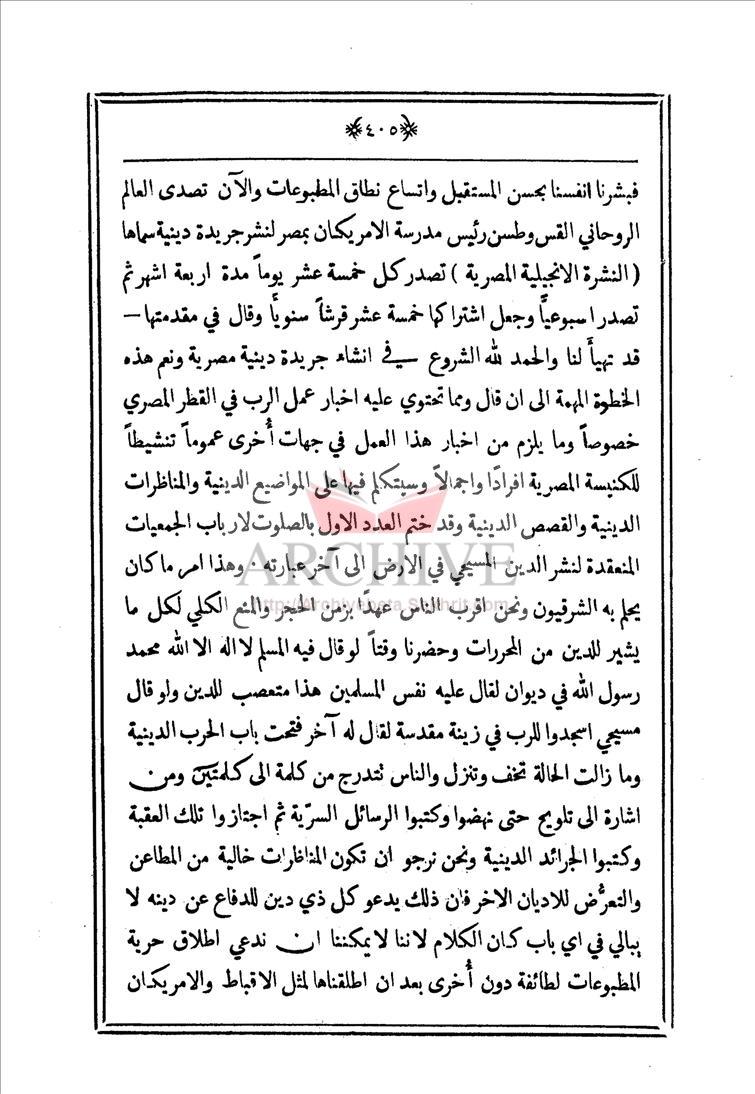 ﴿٤٠٥﴾
فبشرنا انفسنا بحسن المستقبل واتساع نطاق المطبوعات والآن تصدى العالم
الروحاني القس وطسن رئيس مدرسة الامريكان بمصر لنشر جريدة دينية سماها
( النشرة الانجيلية المصرية ) تصدر كل خمسة عشر يوماً مدة اربعة اشهر ثم
تصدر اسبوعياً وجعل اشتراكها خمسة عشر قرشاً سنوياً وقال في مقدمتها —
قد تهيأ لنا والحمد لله الشروع في انشاء جريدة دينية مصرية ونعم هذه
الخطوة المهمة الى ان قال ومما تحتوي عليه اخبار عمل الرب في القطر المصري
خصوصاً وما يلزم من اخبار هذا العمل في جهات أُخرى عموماً تنشيطاً
للكنيسة المصرية افرادًا واجمالاً وسيتكلم فيها على المواضيع الدينية والمناظرات
الدينية والقصص الدينية وقد ختم العدد الاول بالصلوت لارباب الجمعيات
المنعقدة لنشر الدين المسيحي في الارض الى آخر عبارته . وهذا امر ما كان
يحلم به الشرقيون ونحن اقرب الناس عهداً بزمن الحجر والمنع الكلي لكل ما
يشير للدين من المحررات وحضرنا وقتاً لو قال فيه المسلم لا اله الا الله محمد
رسول الله في ديوان لقال عليه نفس المسلمين هذا متعصب للدين ولو قال
مسيحي اسجدوا للرب في زينة مقدسة لقال له آخر فتحت باب الحرب الدينية
وما زالت الحالة تخف وتنزل والناس تتدرج من كلمة الى كلمتين ومن
اشارة الى تلويح حتى نهضوا وكتبوا الرسائل السرّية ثم اجتازوا تلك العقبة
وكتبوا الجرائد الدينية ونحن نرجو ان تكون المناظرات خالية من المطاعن
والتعرُّض للاديان الاخر فان ذلك يدعو كل ذي دين للدفاع عن دينه لا
يبالي في اي باب كان الكلام لاننا لا يمكننا ان ندعي اطلاق حرية
المطبوعات لطائفة دون أُخرى بعد ان اطلقناها لمثل الاقباط والامريكان
ARCHIVE